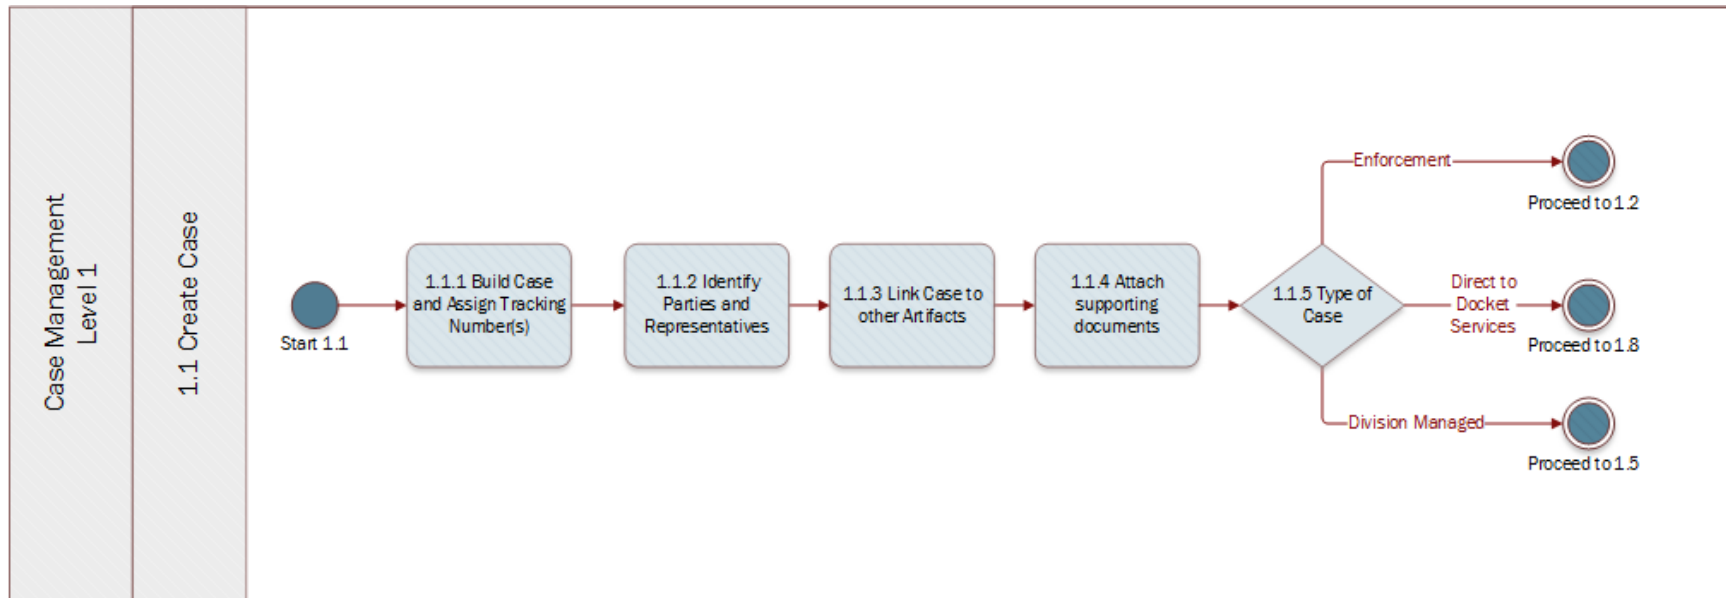 Case Management
Level 1
1.1 Create Case
Start 1.1
1.1.1 Build Case
and Assign Tracking
Number(s)
1.1.2 Identify
Parties and
Representatives
1.1.3 Link Case to
other Artifacts
1.1.4 Attach
supporting
documents
1.1.5 Type of
Case
Enforcement
Proceed to 1.2
Direct to
Docket
Services
Proceed to 1.8
Division Managed
Proceed to 1.5